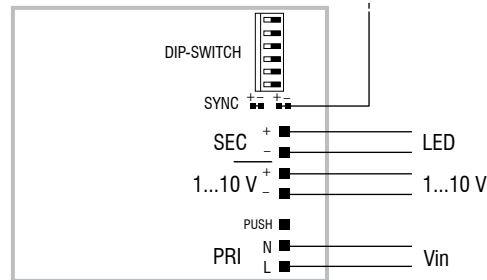 DIP-SWITCH
+ - + -
SYNC
SEC + LED
-
1...10 V + 1...10 V
-
PUSH
N
PRI Vin
L